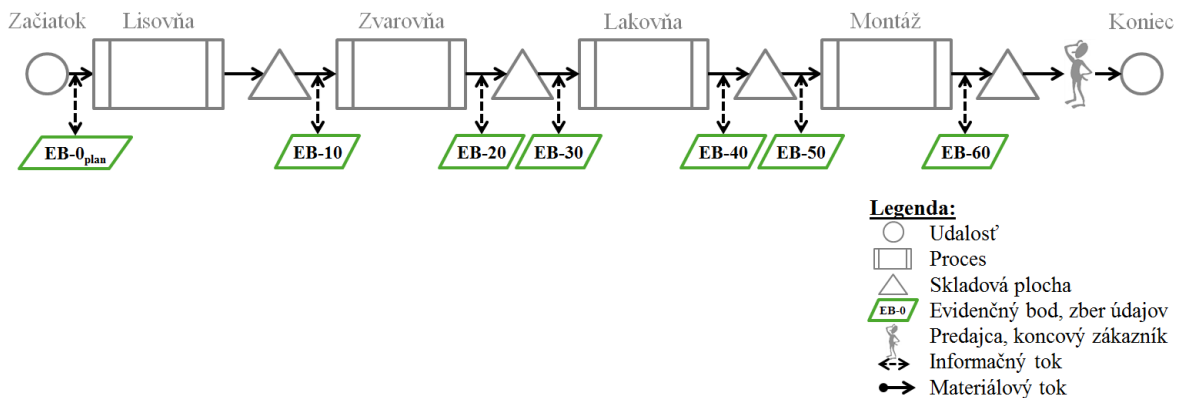 Začiatok Lisovňa Zvarovňa Lakovňa Montáž Koniec
EB-0plan EB-10 EB-20 EB-30 EB-40 EB-50 EB-60
Legenda:
Udalosť
Proces
Skladová plocha
EB-0 Evidenčný bod, zber údajov
Predajca, koncový zákazník
Informačný tok
Materiálový tok